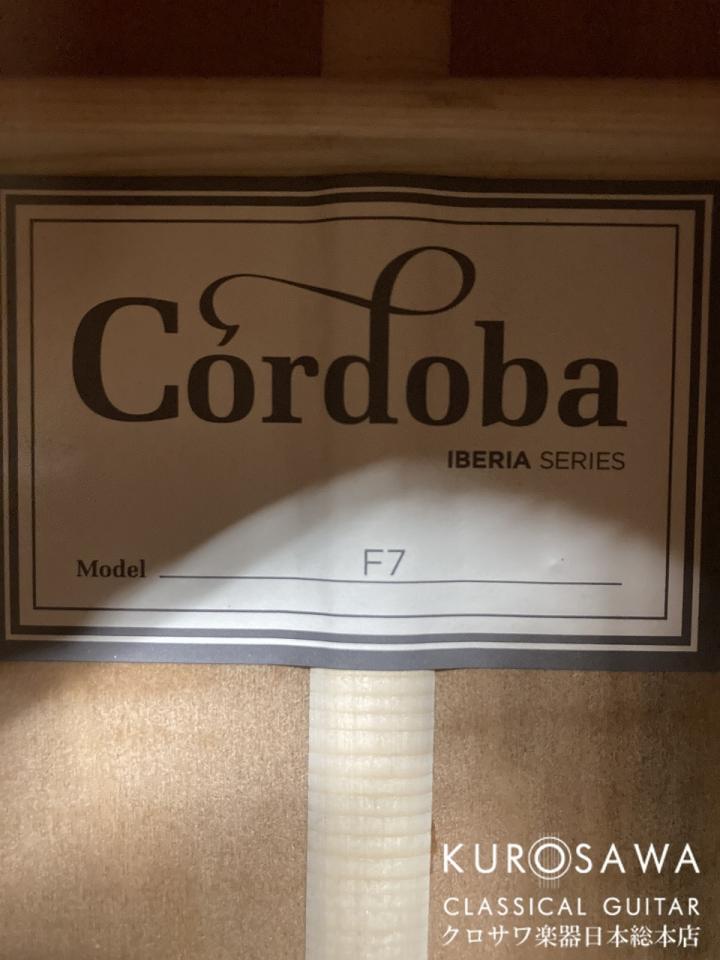 Córdoba
IBERIA SERIES
Model F7
KUROSAWA
CLASSICAL GUITAR
クロサワ楽器日本総本店